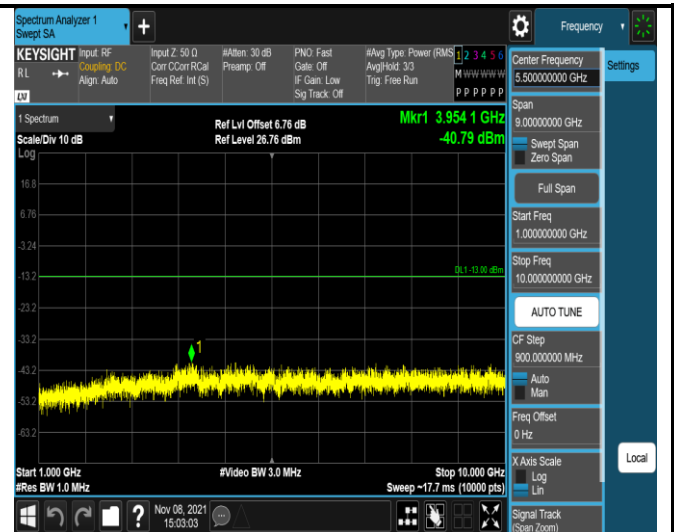 Spectrum Analyzer 1
Swept SA
+
Frequency
KEYSIGHT
RL
LXI
Input: RF
Coupling: DC
Align: Auto
Input Z: 50 Ω
Corr CCorr RCal
Freq Ref: Int (S)
#Atten: 30 dB
Preamp: Off
PNO: Fast
Gate: Off
IF Gain: Low
Sig Track: Off
#Avg Type: Power (RMS
Avg|Hold: 3/3
Trig: Free Run
1 2 3 4 5 6
M W W W W W
P P P P P P
1 Spectrum
Scale/Div 10 dB
Log
Ref Lvl Offset 6.76 dB
Ref Level 26.76 dBm
Mkr1 3.954 1 GHz
-40.79 dBm
16.8
6.76
-3.24
-13.2
-23.2
-33.2
-43.2
-53.2
-63.2
DL1 -13.00 dBm
1
Start 1.000 GHz
#Res BW 1.0 MHz
#Video BW 3.0 MHz
Stop 10.000 GHz
Sweep ~17.7 ms (10000 pts)
Nov 08, 2021
15:03:03
?
Center Frequency
5.500000000 GHz
Span
9.00000000 GHz
Swept Span
Zero Span
Full Span
Start Freq
1.000000000 GHz
Stop Freq
10.000000000 GHz
AUTO TUNE
CF Step
900.000000 MHz
Auto
Man
Freq Offset
0 Hz
X Axis Scale
Log
Lin
Signal Track
(Span Zoom)
Settings
Local